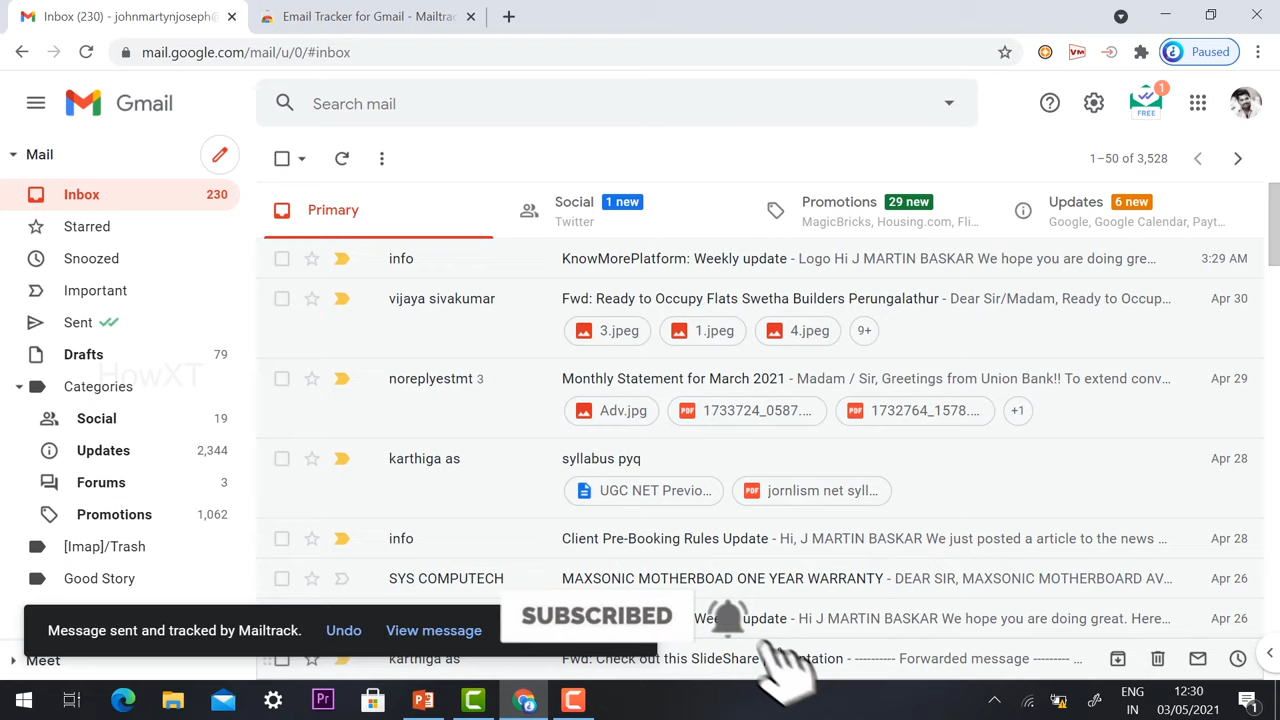 Inbox (230) - johnmartynjoseph@
Email Tracker for Gmail - Mailtrac
mail.google.com/mail/u/0/#inbox
VM
Paused
Gmail
Search mail
1
FREE
Mail
1–50 of 3,528
Inbox 230
Primary
Social 1 new
Twitter
Promotions 29 new
MagicBricks, Housing.com, Fli...
Updates 6 new
Google, Google Calendar, Payt...
Starred
Snoozed
Important
Sent
Drafts 79
Categories
Social 19
Updates 2,344
Forums 3
Promotions 1,062
[Imap]/Trash
Good Story
Meet
HowXT
info KnowMorePlatform: Weekly update - Logo Hi J MARTIN BASKAR We hope you are doing gre... 3:29 AM
vijaya sivakumar Fwd: Ready to Occupy Flats Swetha Builders Perungalathur - Dear Sir/Madam, Ready to Occup... Apr 30
3.jpeg 1.jpeg 4.jpeg 9+
noreplyestmt 3 Monthly Statement for March 2021 - Madam / Sir, Greetings from Union Bank!! To extend conv... Apr 29
Adv.jpg PDF 1733724_0587.... PDF 1732764_1578.... +1
karthiga as syllabus pyq Apr 28
UGC NET Previo... PDF jornlism net syll...
info Client Pre-Booking Rules Update - Hi, J MARTIN BASKAR We just posted a article to the news ... Apr 28
SYS COMPUTECH MAXSONIC MOTHERBOAD ONE YEAR WARRANTY - DEAR SIR, MAXSONIC MOTHERBOARD AV... Apr 26
update - Hi J MARTIN BASKAR We hope you are doing great. Here... Apr 26
karthiga as Fwd: Check out this SlideShare - ---------- Forwarded message --------- ...
Message sent and tracked by Mailtrack. Undo View message
SUBSCRIBED
Pr
ENG
IN
12:30
03/05/2021
1